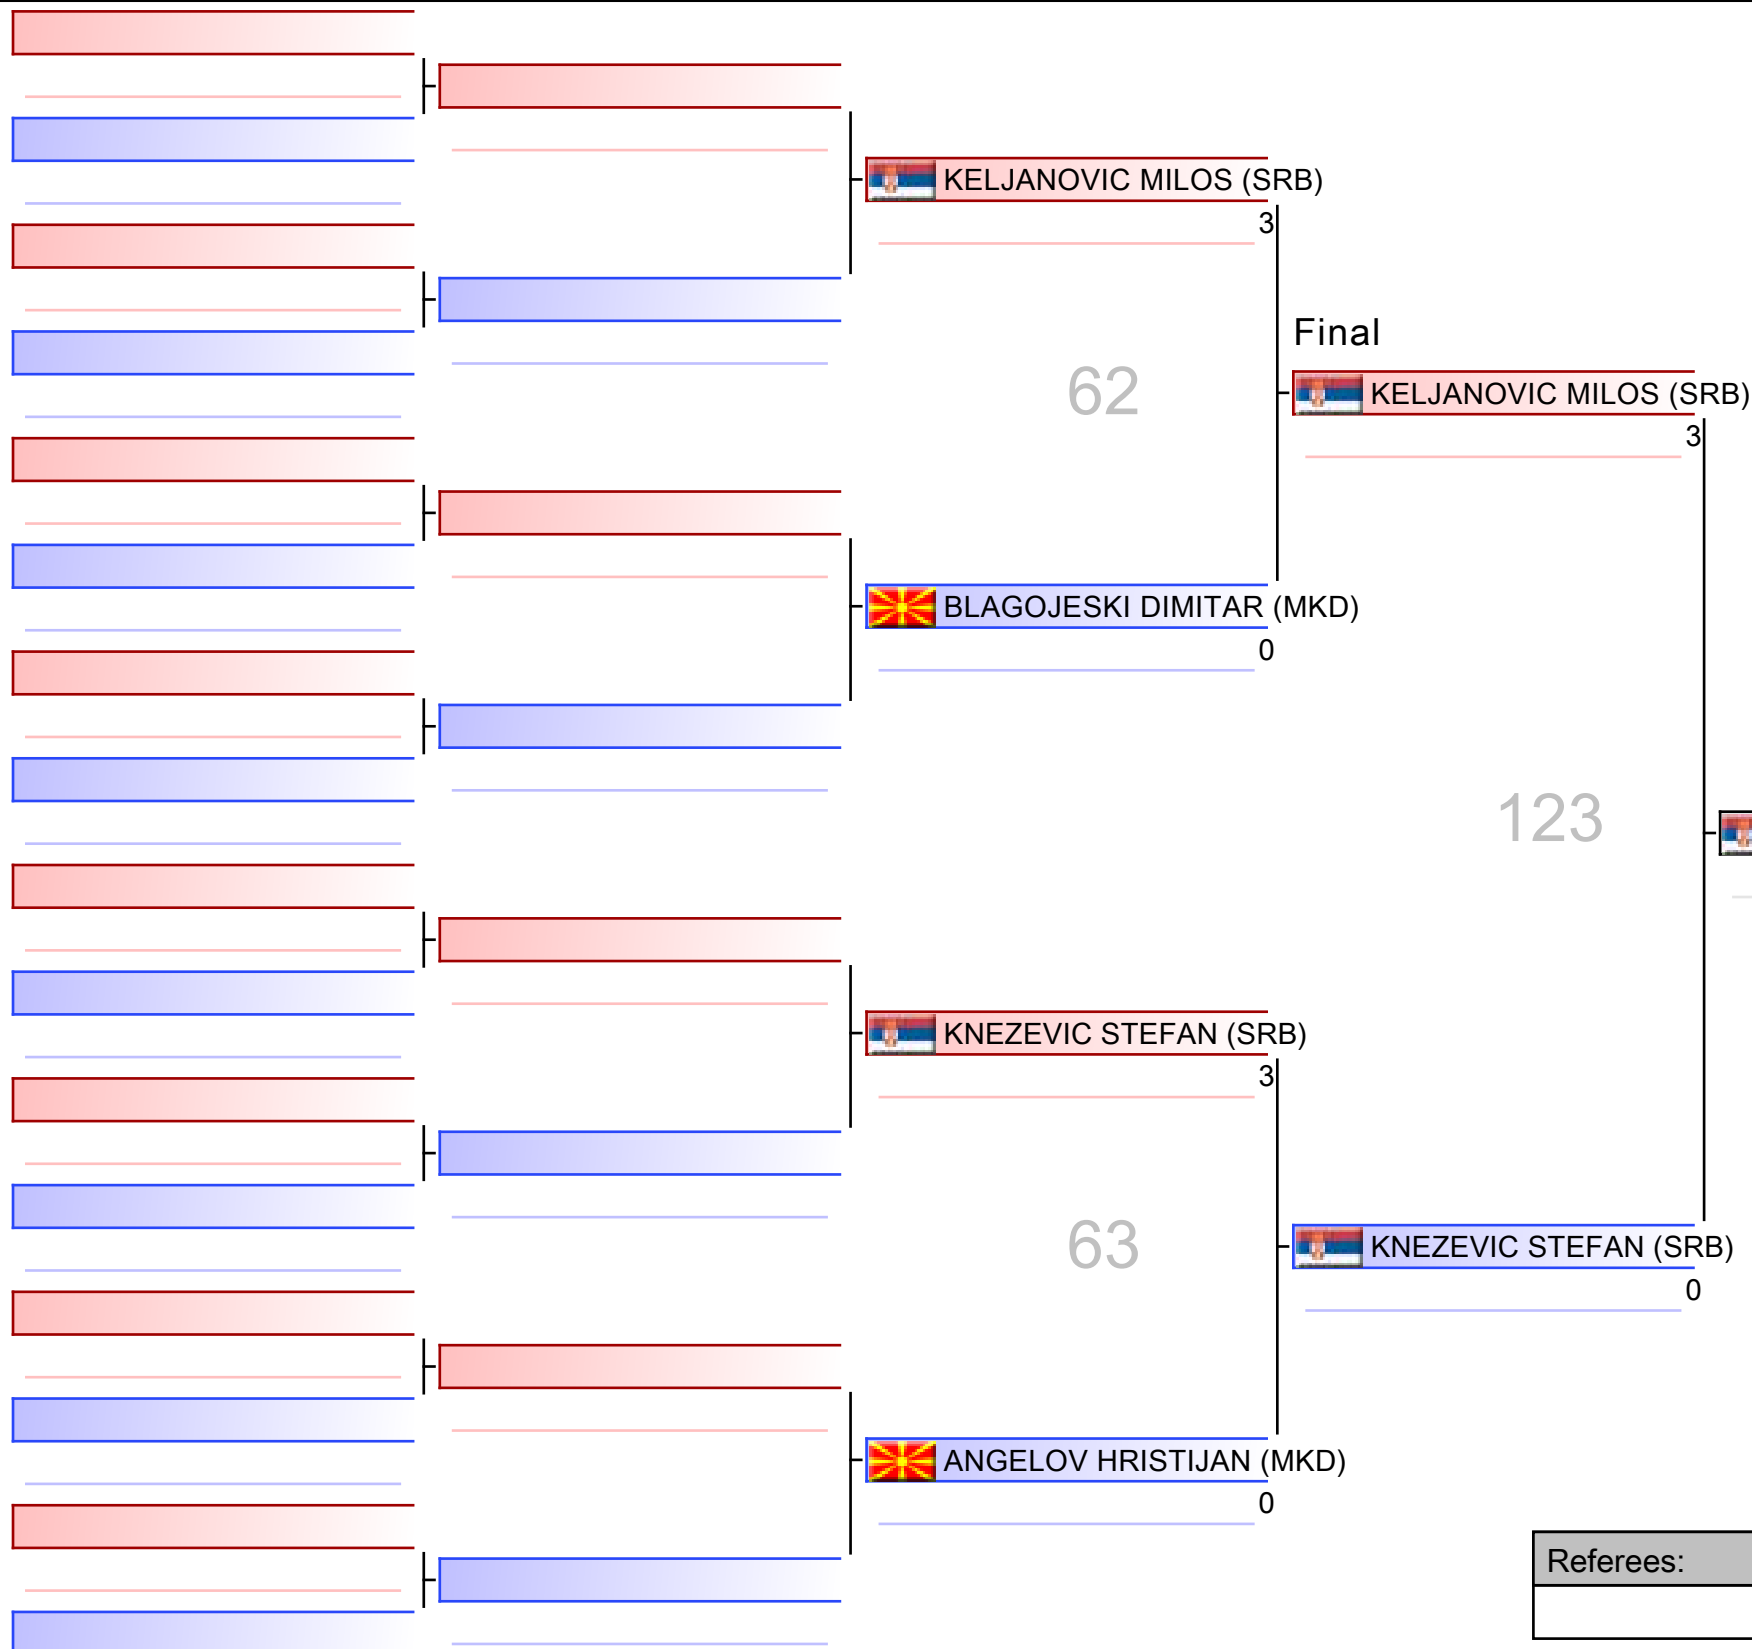 KELJANOVIC MILOS (SRB)
3
62
Final
KELJANOVIC MILOS (SRB)
3
BLAGOJESKI DIMITAR (MKD)
0
123
KNEZEVIC STEFAN (SRB)
3
63
KNEZEVIC STEFAN (SRB)
0
ANGELOV HRISTIJAN (MKD)
0
Referees: